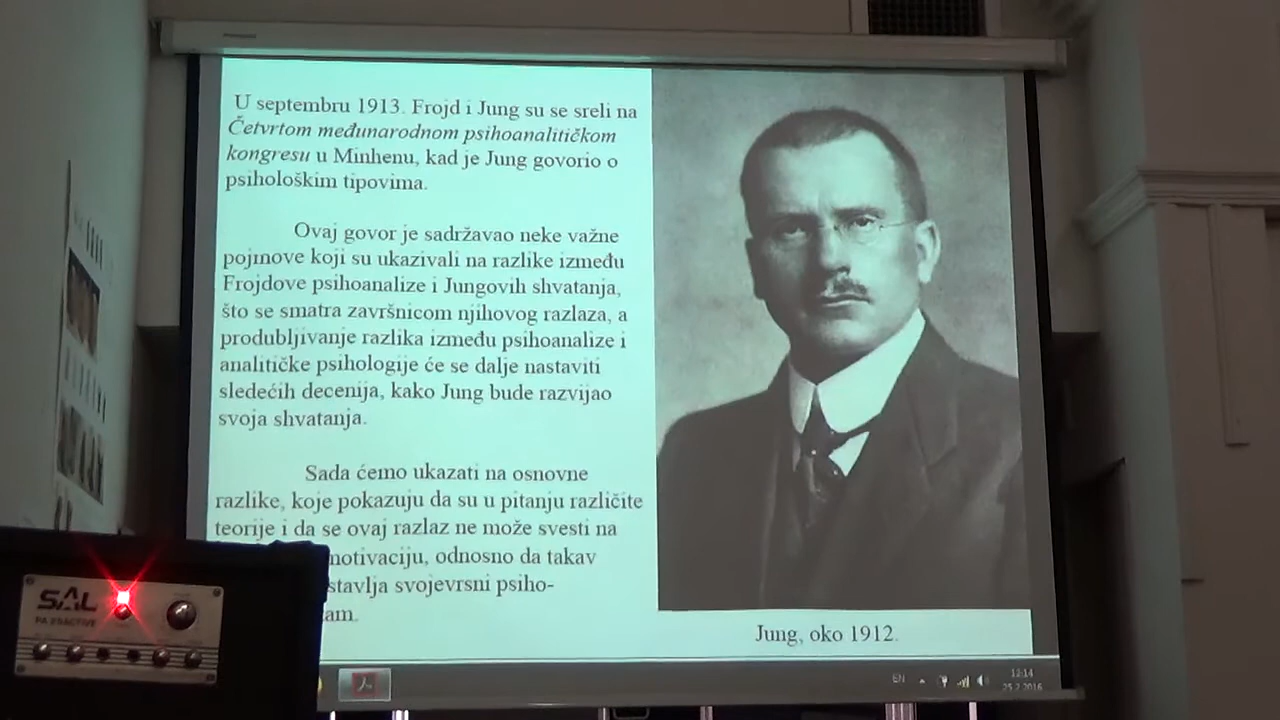 U septembru 1913. Frojd i Jung su se sreli na
Četvrtom međunarodnom psihoanalitičkom
kongresu u Minhenu, kad je Jung govorio o
psihološkim tipovima.
Ovaj govor je sadržavao neke važne
pojmove koji su ukazivali na razlike između
Frojdove psihoanalize i Jungovih shvatanja,
što se smatra završnicom njihovog razlaza, a
produbljivanje razlika između psihoanalize i
analitičke psihologije će se dalje nastaviti
sledećih decenija, kako Jung bude razvijao
svoja shvatanja.
Sada ćemo ukazati na osnovne
razlike, koje pokazuju da su u pitanju različite
teorije i da se ovaj razlaz ne može svesti na
motivaciju, odnosno da takav
stavlja svojevrsni psiho-
am.
Jung, oko 1912.
SAL
PA EXACTIVE
EN
12:14
25.2.2016